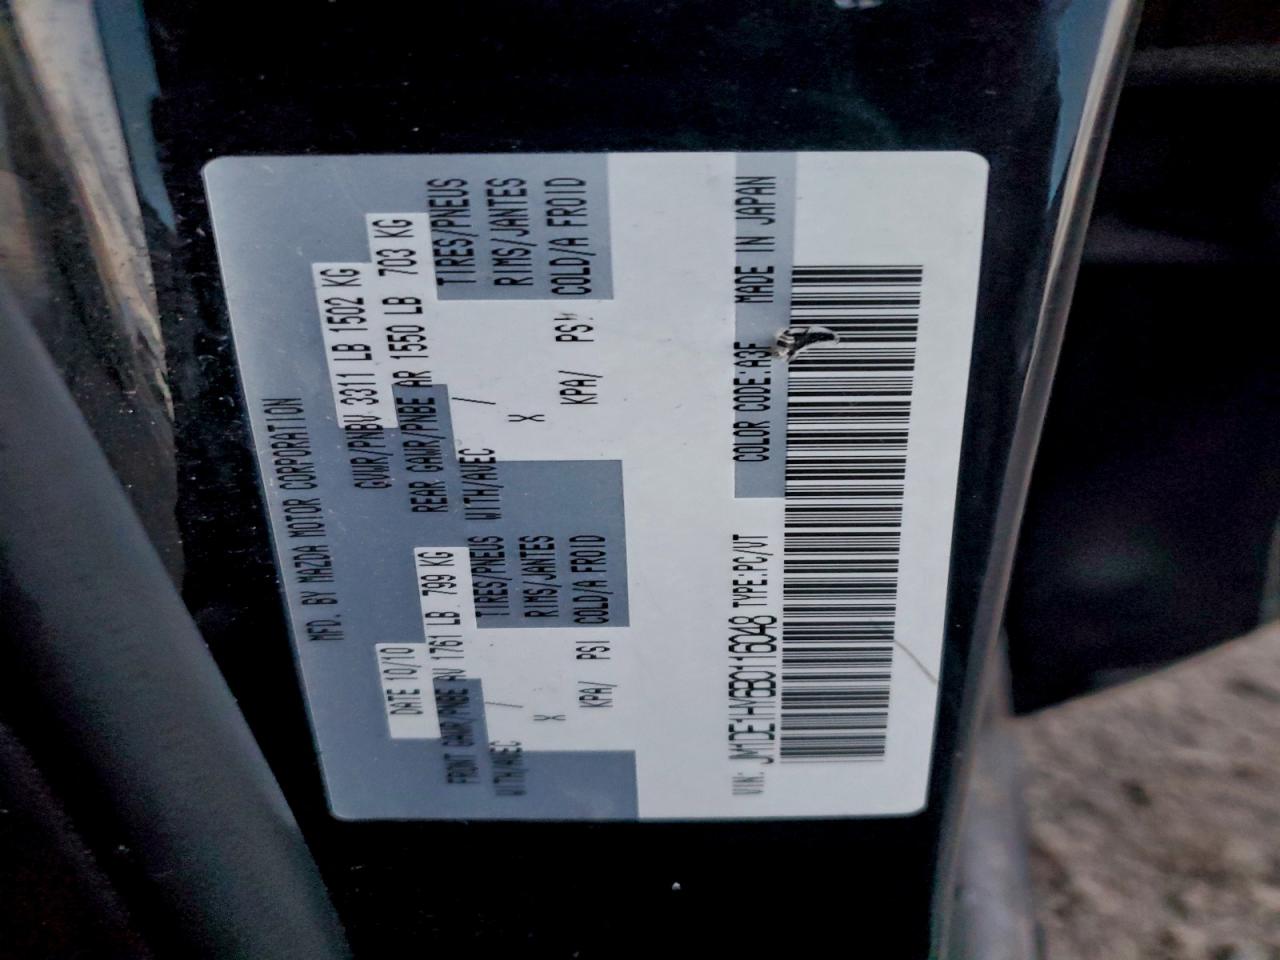 MFD. BY MAZDA MOTOR CORPORATION
DATE 10/10 GVWR/PNBV 3311 LB 1502 KG
FRONT GAWR/PNBE AV 1761 LB 799 KG REAR GAWR/PNBE AR 1550 LB 703 KG
WITH/AVEC / TIRES/PNEUS WITH/AVEC / TIRES/PNEUS
X RIMS/JANTES X RIMS/JANTES
KPA/ PSI COLD/A FROID KPA/ PSI COLD/A FROID
VIN: JM1DE1HY6B0116048 TYPE:PC/VT COLOR CODE:A3F MADE IN JAPAN